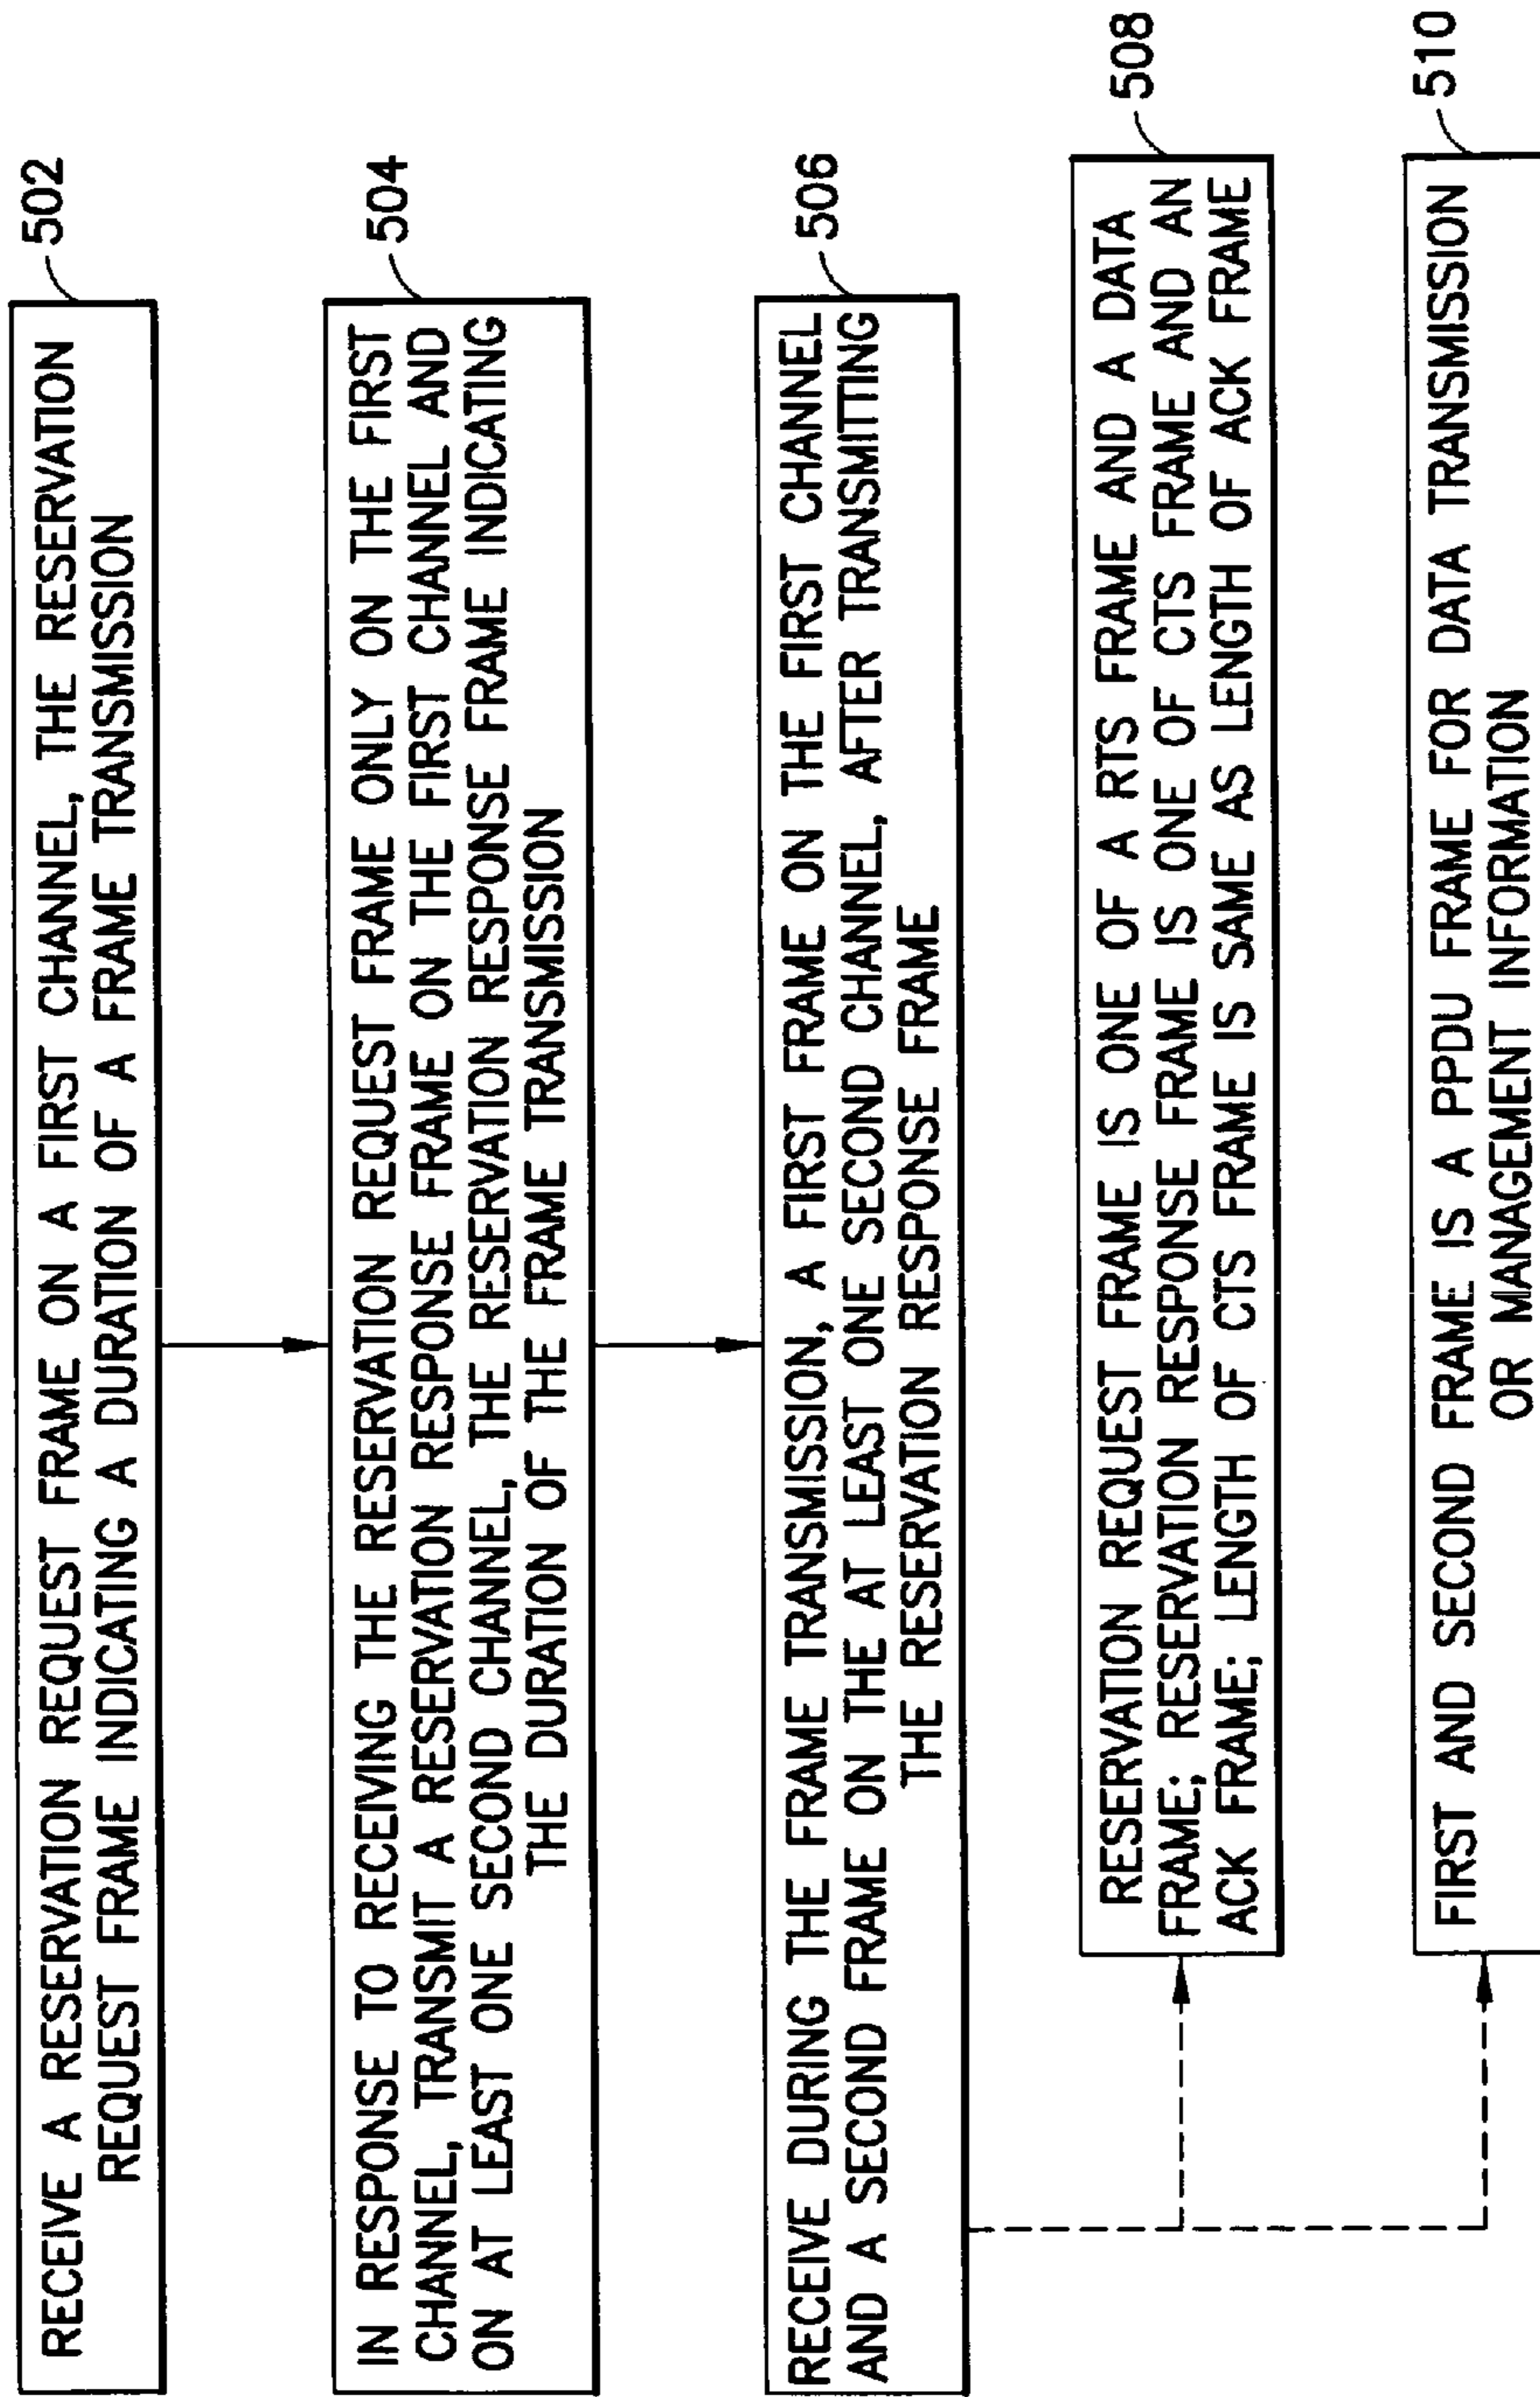 RECEIVE A RESERVATION REQUEST FRAME ON A FIRST CHANNEL, THE RESERVATION
REQUEST FRAME INDICATING A DURATION OF A FRAME TRANSMISSION
502
IN RESPONSE TO RECEIVING THE RESERVATION REQUEST FRAME ONLY ON THE FIRST
CHANNEL, TRANSMIT A RESERVATION RESPONSE FRAME ON THE FIRST CHANNEL AND
ON AT LEAST ONE SECOND CHANNEL, THE RESERVATION RESPONSE FRAME INDICATING
THE DURATION OF THE FRAME TRANSMISSION
504
RECEIVE DURING THE FRAME TRANSMISSION, A FIRST FRAME ON THE FIRST CHANNEL
AND A SECOND FRAME ON THE AT LEAST ONE SECOND CHANNEL, AFTER TRANSMITTING
THE RESERVATION RESPONSE FRAME
506
RESERVATION REQUEST FRAME IS ONE OF A RTS FRAME AND A DATA
FRAME; RESERVATION RESPONSE FRAME IS ONE OF CTS FRAME AND AN
ACK FRAME; LENGTH OF CTS FRAME IS SAME AS LENGTH OF ACK FRAME
508
FIRST AND SECOND FRAME IS A PPDU FRAME FOR DATA TRANSMISSION
OR MANAGEMENT INFORMATION
510